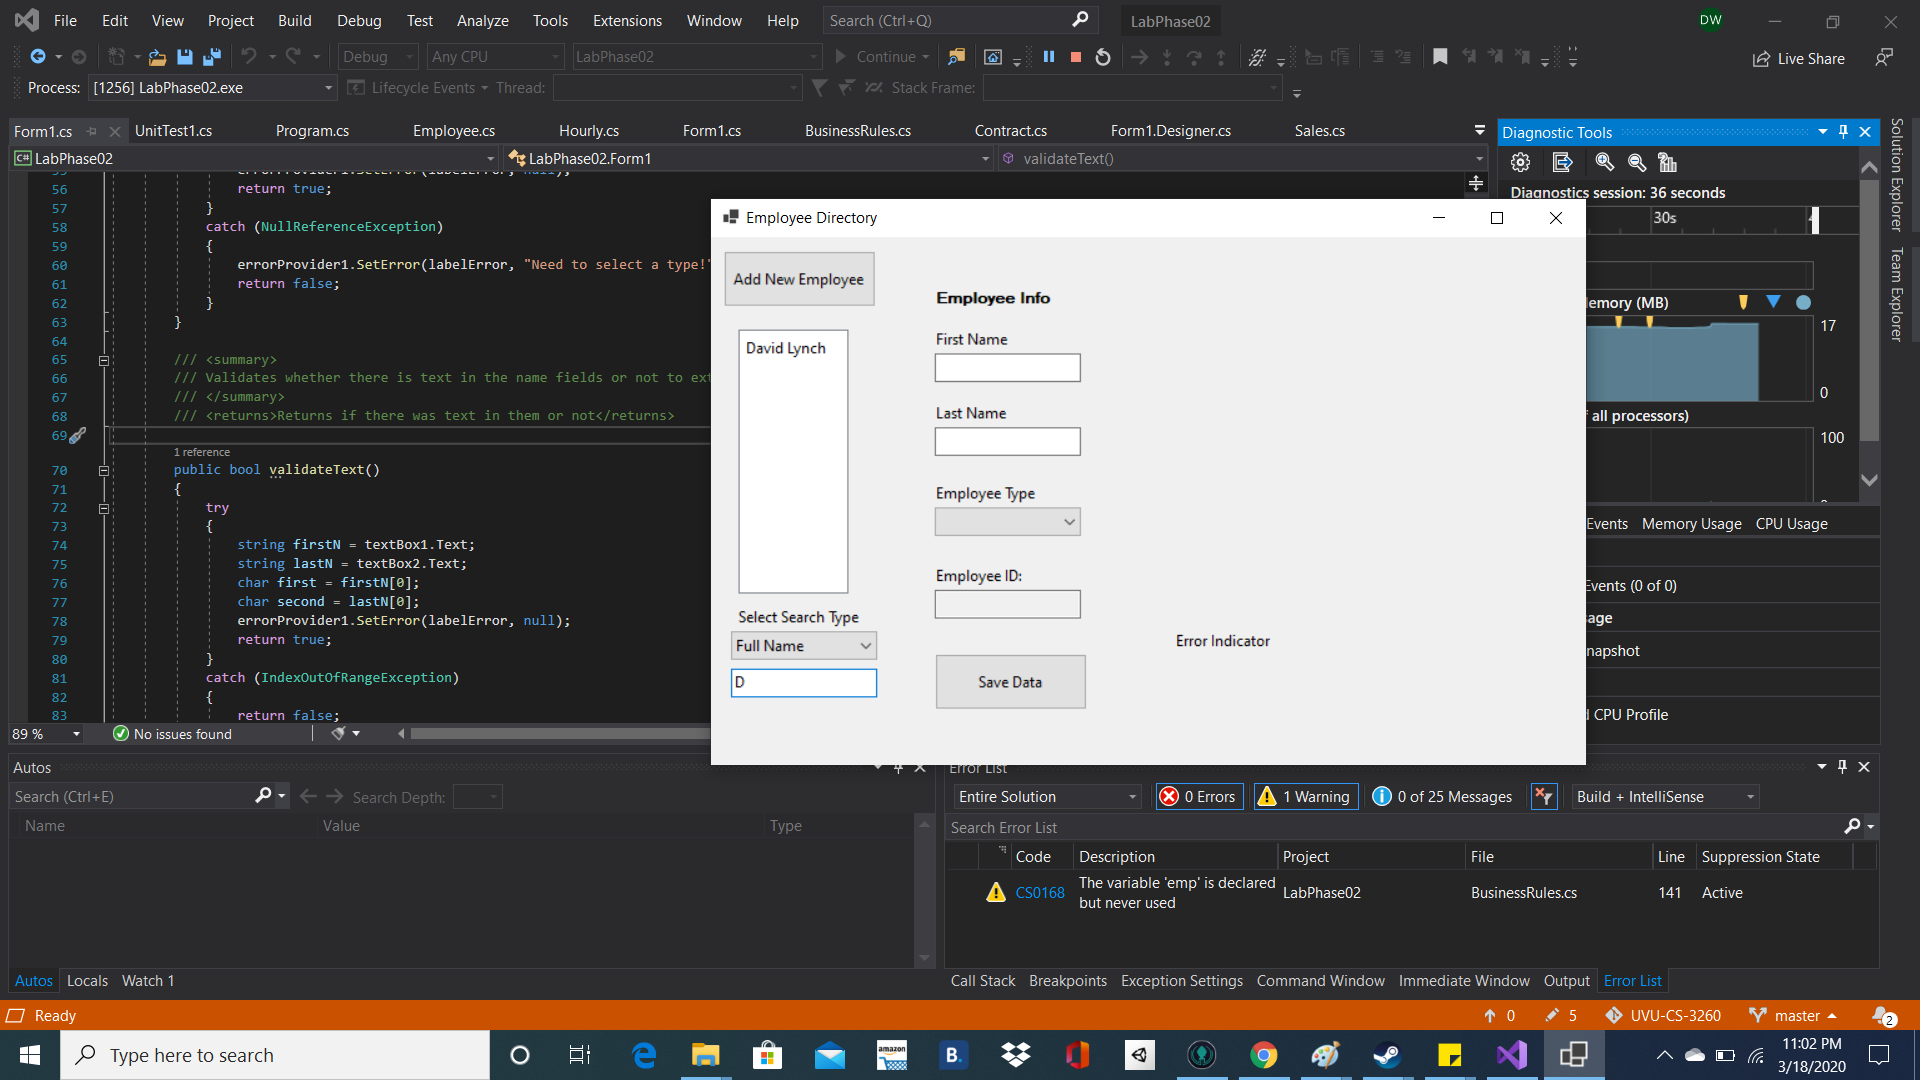 File Edit View Project Build Debug Test Analyze Tools Extensions Window Help Search (Ctrl+Q) LabPhase02 DW
Debug Any CPU LabPhase02 Continue Live Share
Process: [1256] LabPhase02.exe Lifecycle Events Thread: Stack Frame:
Form1.cs UnitTest1.cs Program.cs Employee.cs Hourly.cs Form1.cs BusinessRules.cs Contract.cs Form1.Designer.cs Sales.cs
C# LabPhase02 LabPhase02.Form1 validateText()
55 errorProvider1.SetError(labelError, null);
56 return true;
57 }
58 catch (NullReferenceException)
59 {
60 errorProvider1.SetError(labelError, "Need to select a type!"
61 return false;
62 }
63 }
64
65 /// <summary>
66 /// Validates whether there is text in the name fields or not to ext
67 /// </summary>
68 /// <returns>Returns if there was text in them or not</returns>
69
1 reference
70 public bool validateText()
71 {
72 try
73 {
74 string firstN = textBox1.Text;
75 string lastN = textBox2.Text;
76 char first = firstN[0];
77 char second = lastN[0];
78 errorProvider1.SetError(labelError, null);
79 return true;
80 }
81 catch (IndexOutOfRangeException)
82 {
83 return false;
89 % No issues found
Employee Directory
Add New Employee
David Lynch
Select Search Type
Full Name
D
Employee Info
First Name
Last Name
Employee Type
Employee ID:
Save Data
Error Indicator
Diagnostic Tools
Diagnostics session: 36 seconds
30s
emory (MB)
17
0
all processors)
100
Events Memory Usage CPU Usage
Events (0 of 0)
age
napshot
CPU Profile
Solution Explorer
Team Explorer
Autos
Search (Ctrl+E) Search Depth:
Name Value Type
Autos Locals Watch 1
Error List
Entire Solution 0 Errors 1 Warning 0 of 25 Messages Build + IntelliSense
Search Error List
Code Description Project File Line Suppression State
CS0168 The variable 'emp' is declared but never used LabPhase02 BusinessRules.cs 141 Active
Call Stack Breakpoints Exception Settings Command Window Immediate Window Output Error List
Ready 0 5 UVU-CS-3260 master 2
Type here to search amazon B. 11:02 PM
3/18/2020